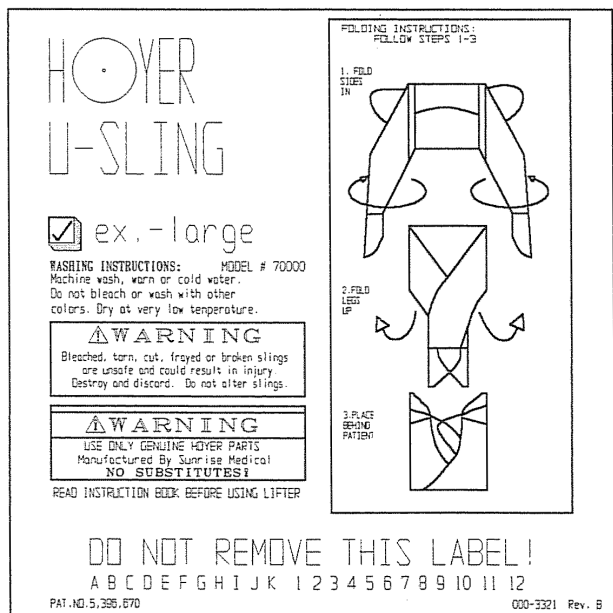 HOYER
U-SLING
ex.-large
WASHING INSTRUCTIONS: MODEL # 70000
Machine wash, warm or cold water.
Do not bleach or wash with other
colors. Dry at very low temperature.
⚠WARNING
Bleached, torn, cut, frayed or broken slings
are unsafe and could result in injury.
Destroy and discard. Do not alter slings.
⚠WARNING
USE ONLY GENUINE HOYER PARTS
Manufactured By Sunrise Medical
NO SUBSTITUTES!
READ INSTRUCTION BOOK BEFORE USING LIFTER
FOLDING INSTRUCTIONS:
FOLLOW STEPS 1-3
1. FOLD
SIDES
IN
2.FOLD
LEGS
UP
3.PLACE
BEHIND
PATIENT
DO NOT REMOVE THIS LABEL!
A B C D E F G H I J K 1 2 3 4 5 6 7 8 9 10 11 12
PAT.NO.5,396,670
000-3321 Rev. B